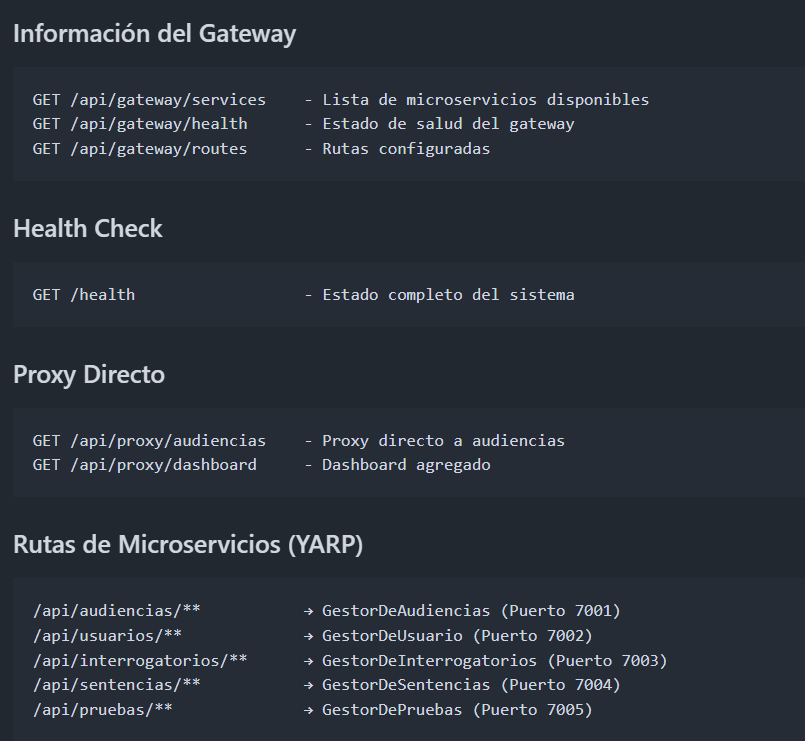 Información del Gateway
GET /api/gateway/services    - Lista de microservicios disponibles
GET /api/gateway/health      - Estado de salud del gateway
GET /api/gateway/routes      - Rutas configuradas
Health Check
GET /health                  - Estado completo del sistema
Proxy Directo
GET /api/proxy/audiencias    - Proxy directo a audiencias
GET /api/proxy/dashboard     - Dashboard agregado
Rutas de Microservicios (YARP)
/api/audiencias/**           → GestorDeAudiencias (Puerto 7001)
/api/usuarios/**             → GestorDeUsuario (Puerto 7002)
/api/interrogatorios/**      → GestorDeInterrogatorios (Puerto 7003)
/api/sentencias/**           → GestorDeSentencias (Puerto 7004)
/api/pruebas/**              → GestorDePruebas (Puerto 7005)